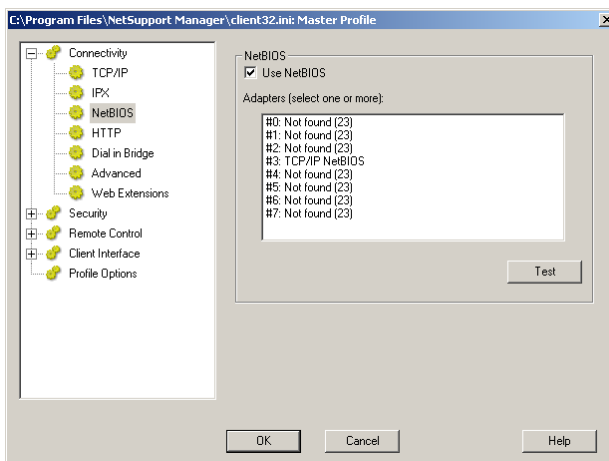 C:\Program Files\NetSupport Manager\client32.ini: Master Profile
Connectivity
TCP/IP
IPX
NetBIOS
HTTP
Dial in Bridge
Advanced
Web Extensions
Security
Remote Control
Client Interface
Profile Options
NetBIOS
Use NetBIOS
Adapters (select one or more):
#0: Not found (23)
#1: Not found (23)
#2: Not found (23)
#3: TCP/IP NetBIOS
#4: Not found (23)
#5: Not found (23)
#6: Not found (23)
#7: Not found (23)
Test
OK
Cancel
Help